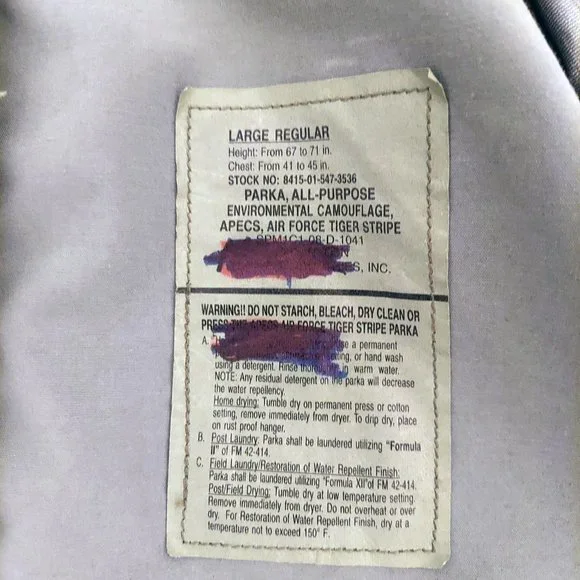 LARGE REGULAR
Height: From 67 to 71 in.
Chest: From 41 to 45 in.
STOCK NO: 8415-01-547-3536
PARKA, ALL-PURPOSE
ENVIRONMENTAL CAMOUFLAGE,
APECS, AIR FORCE TIGER STRIPE
SPM1C1-08-D-1041
INC.
WARNING!! DO NOT STARCH, BLEACH, DRY CLEAN OR
PRESS THE APECS AIR FORCE TIGER STRIPE PARKA
A. a permanent
or hand wash
using a detergent. Rinse warm water.
NOTE: Any residual detergent on the parka will decrease
the water repellency.
Home drying: Tumble dry on permanent press or cotton
setting, remove immediately from dryer. To drip dry, place
on rust proof hanger.
B. Post Laundry: Parka shall be laundered utilizing "Formula
II" of FM 42-414.
C. Field Laundry/Restoration of Water Repellent Finish:
Parka shall be laundered utilizing "Formula XII"of FM 42-414.
Post/Field Drying: Tumble dry at low temperature setting.
Remove immediately from dryer. Do not overheat or over
dry. For Restoration of Water Repellent Finish, dry at a
temperature not to exceed 150° F.